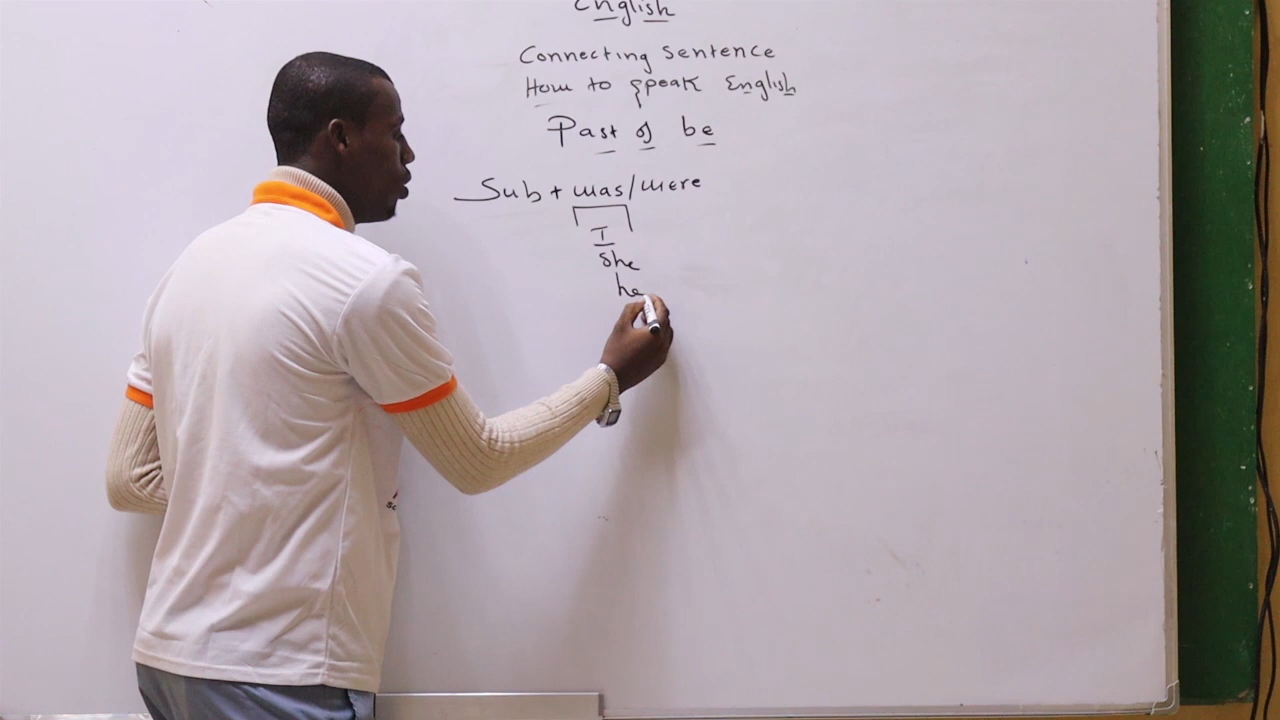 English
Connecting Sentence
How to speak English
Past of be
Sub + was/were
I
She
he